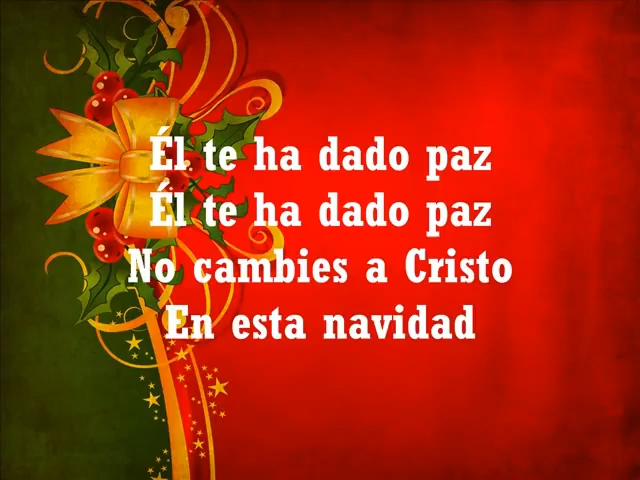 Él te ha dado paz
Él te ha dado paz
No cambies a Cristo
En esta navidad